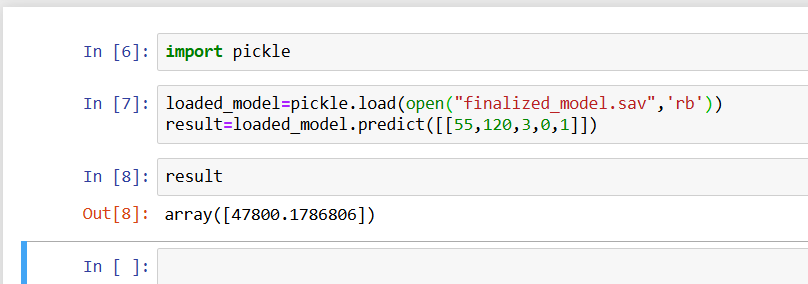 In [6]: import pickle
In [7]: loaded_model=pickle.load(open("finalized_model.sav",'rb'))
result=loaded_model.predict([[55,120,3,0,1]])
In [8]: result
Out[8]: array([47800.1786806])
In [ ]: